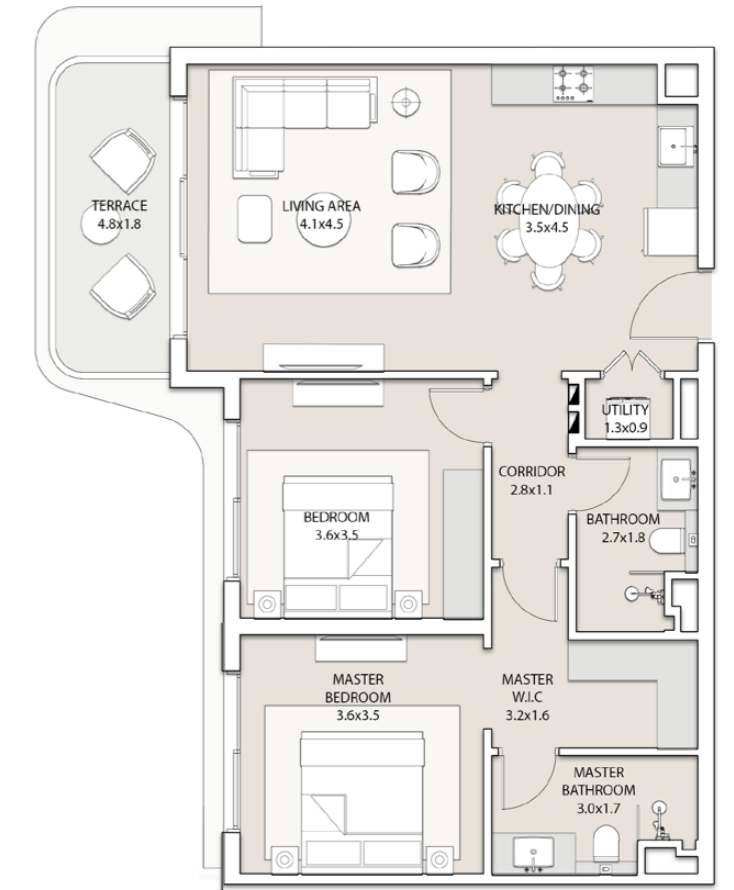 TERRACE
4.8x1.8
LIVING AREA
4.1x4.5
KITCHEN/DINING
3.5x4.5
UTILITY
1.3x0.9
CORRIDOR
2.8x1.1
BATHROOM
2.7x1.8
BEDROOM
3.6x3.5
MASTER
BEDROOM
3.6x3.5
MASTER
W.I.C
3.2x1.6
MASTER
BATHROOM
3.0x1.7